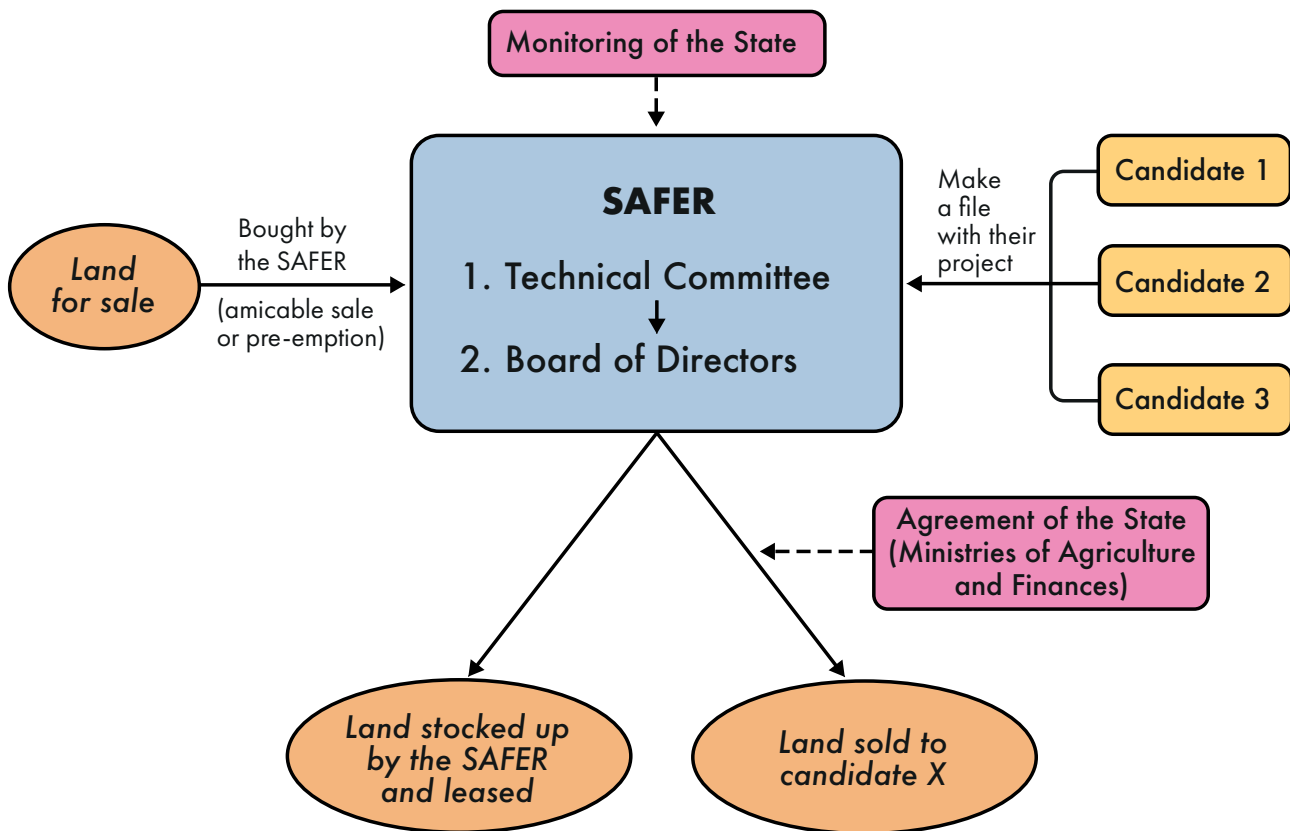 Monitoring of the State
SAFER
1. Technical Committee
2. Board of Directors
Land
for sale
Bought by
the SAFER
(amicable sale
or pre-emption)
Make
a file
with their
project
Candidate 1
Candidate 2
Candidate 3
Agreement of the State
(Ministries of Agriculture
and Finances)
Land stocked up
by the SAFER
and leased
Land sold to
candidate X